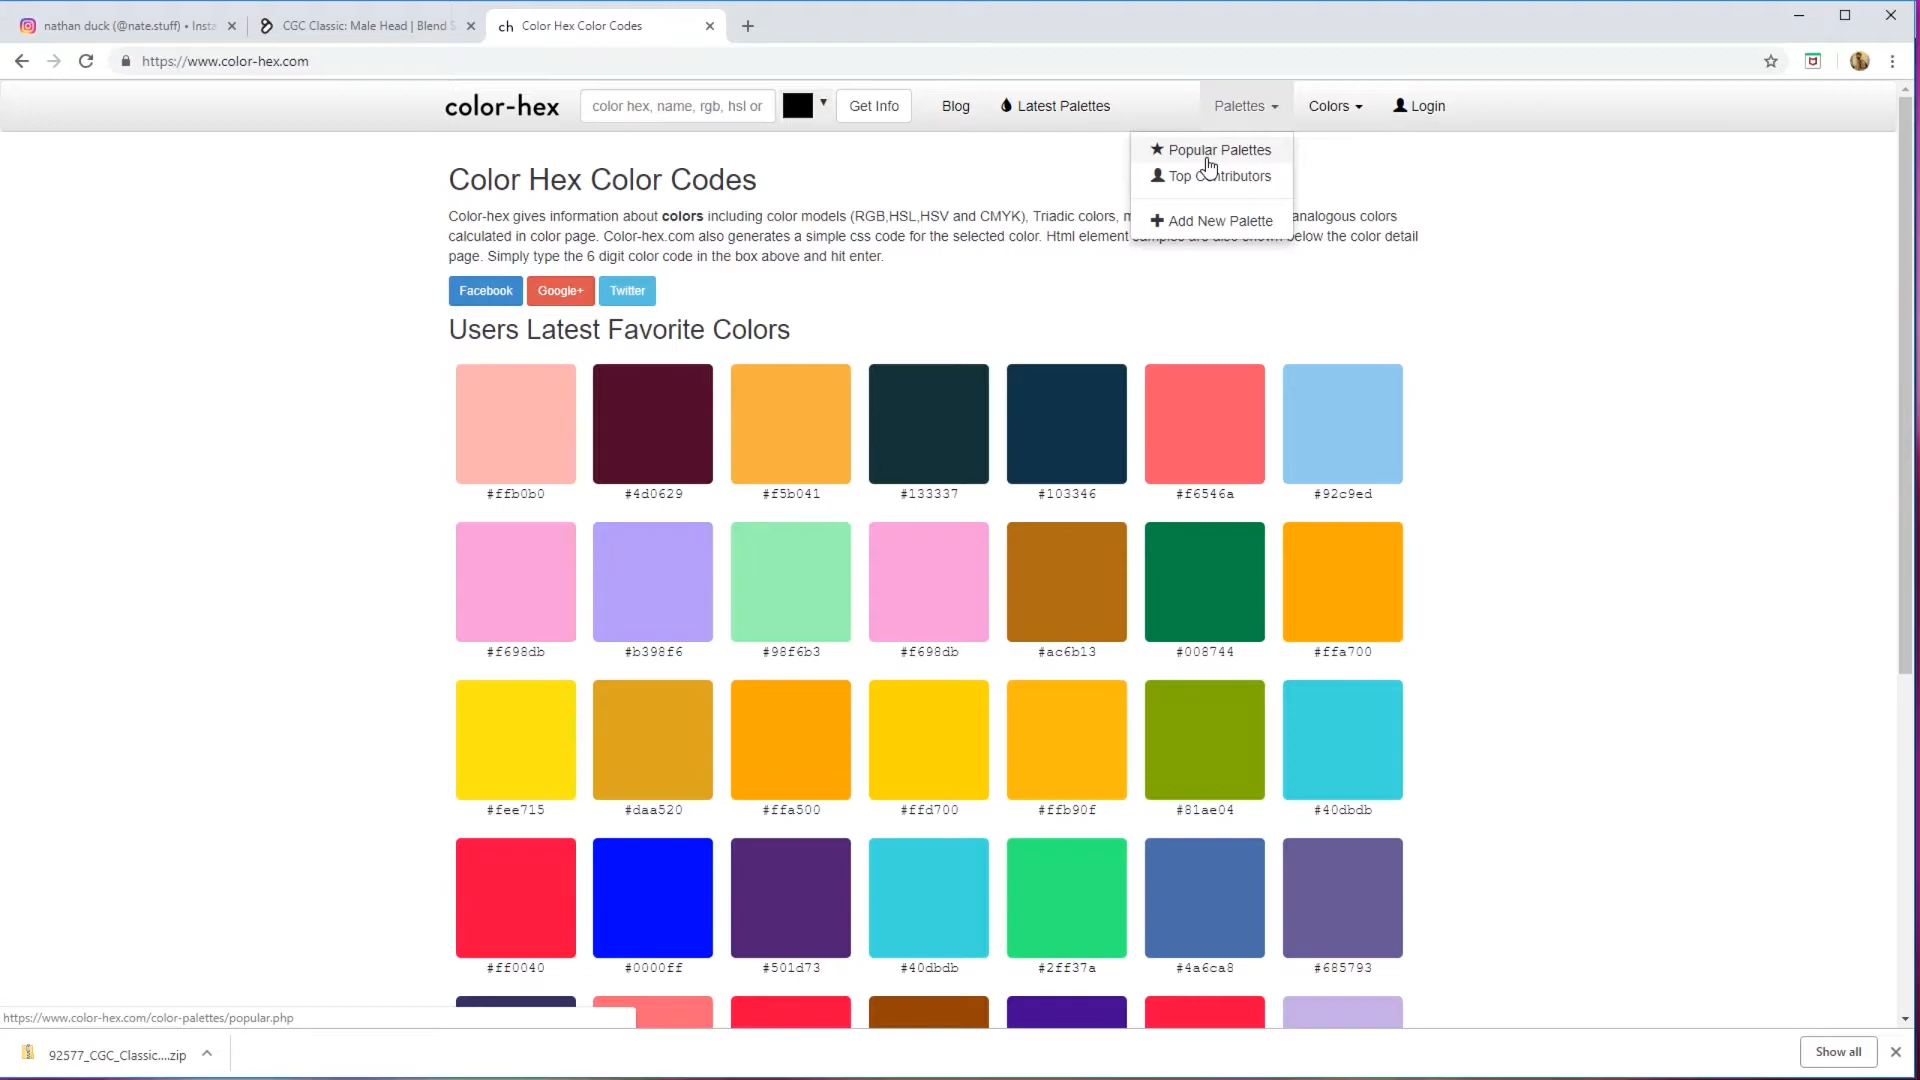 nathan duck (@nate.stuff) • Insta
CGC Classic: Male Head | Blend S
ch Color Hex Color Codes
https://www.color-hex.com
color-hex
color hex, name, rgb, hsl or
Get Info
Blog
Latest Palettes
Palettes
Colors
Login
Popular Palettes
Top Contributors
Add New Palette
Color Hex Color Codes
Color-hex gives information about colors including color models (RGB,HSL,HSV and CMYK), Triadic colors, m analogous colors
calculated in color page. Color-hex.com also generates a simple css code for the selected color. Html element samples are also shown below the color detail
page. Simply type the 6 digit color code in the box above and hit enter.
Facebook Google+ Twitter
Users Latest Favorite Colors
#ffb0b0 #4d0629 #f5b041 #133337 #103346 #f6546a #92c9ed
#f698db #b398f6 #98f6b3 #f698db #ac6b13 #008744 #ffa700
#fee715 #daa520 #ffa500 #ffd700 #ffb90f #81ae04 #40dbdb
#ff0040 #0000ff #501d73 #40dbdb #2ff37a #4a6ca8 #685793
https://www.color-hex.com/color-palettes/popular.php
92577_CGC_Classic....zip
Show all